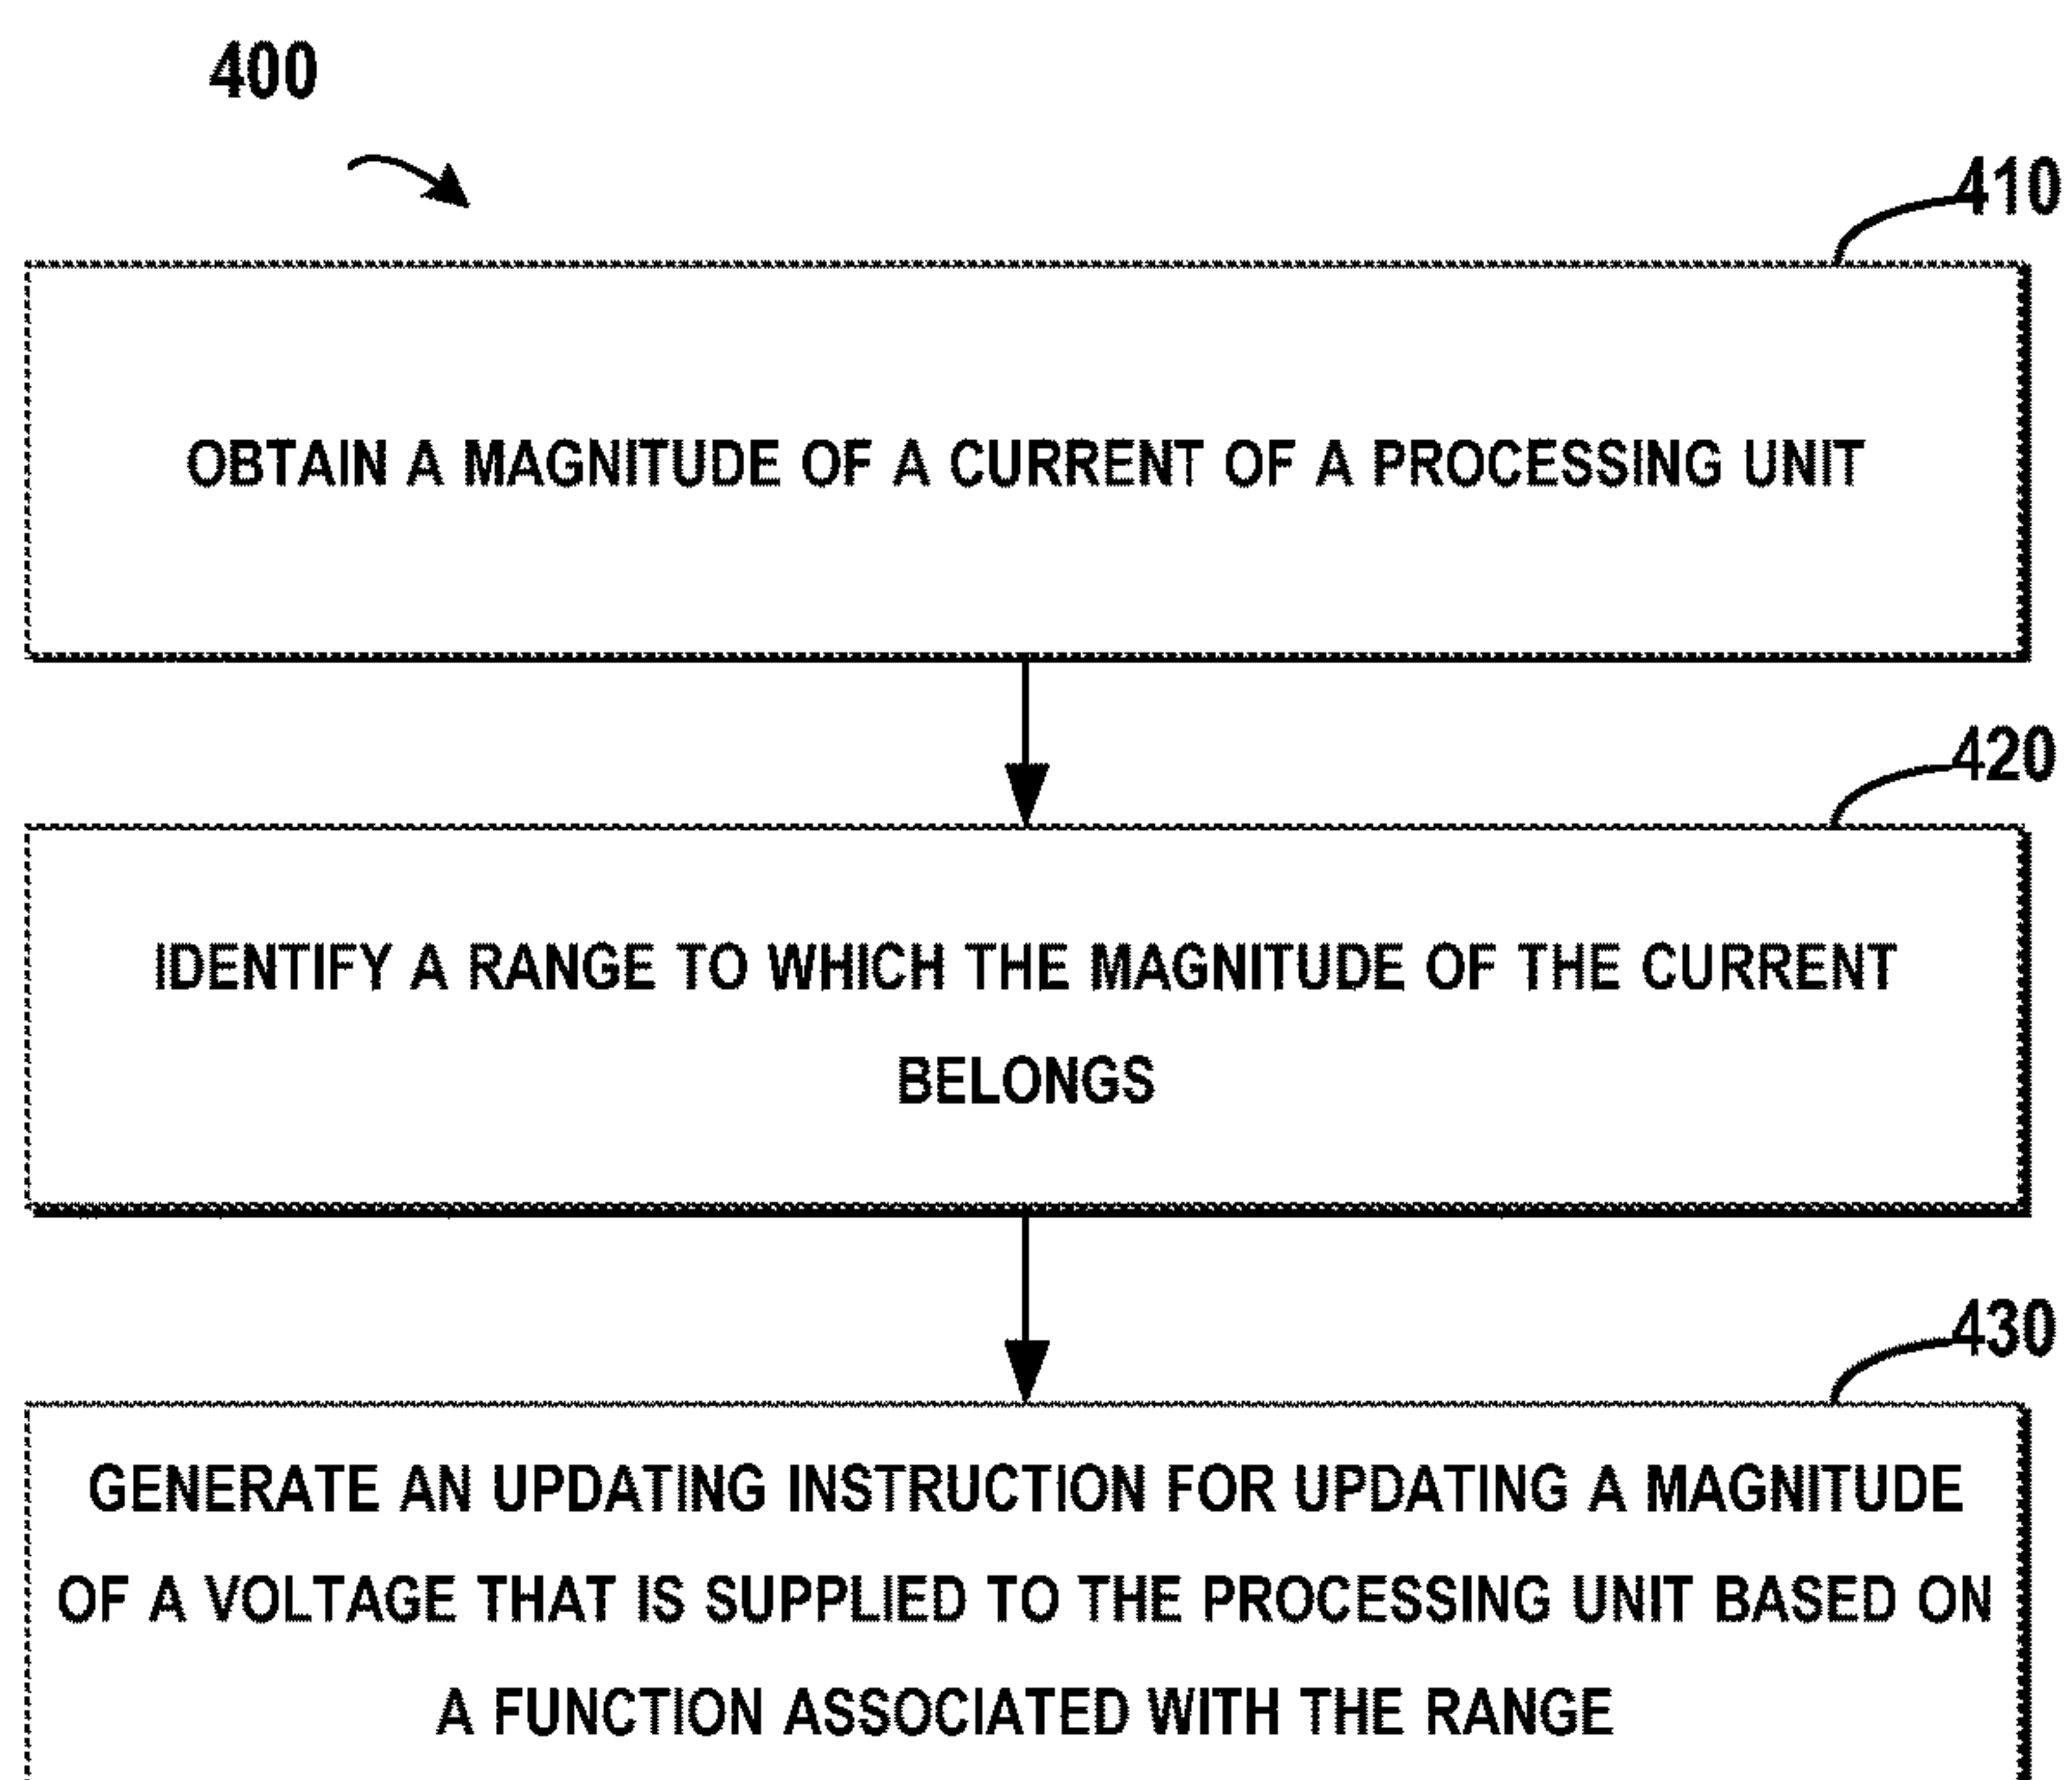 400
410
OBTAIN A MAGNITUDE OF A CURRENT OF A PROCESSING UNIT
420
IDENTIFY A RANGE TO WHICH THE MAGNITUDE OF THE CURRENT
BELONGS
430
GENERATE AN UPDATING INSTRUCTION FOR UPDATING A MAGNITUDE
OF A VOLTAGE THAT IS SUPPLIED TO THE PROCESSING UNIT BASED ON
A FUNCTION ASSOCIATED WITH THE RANGE